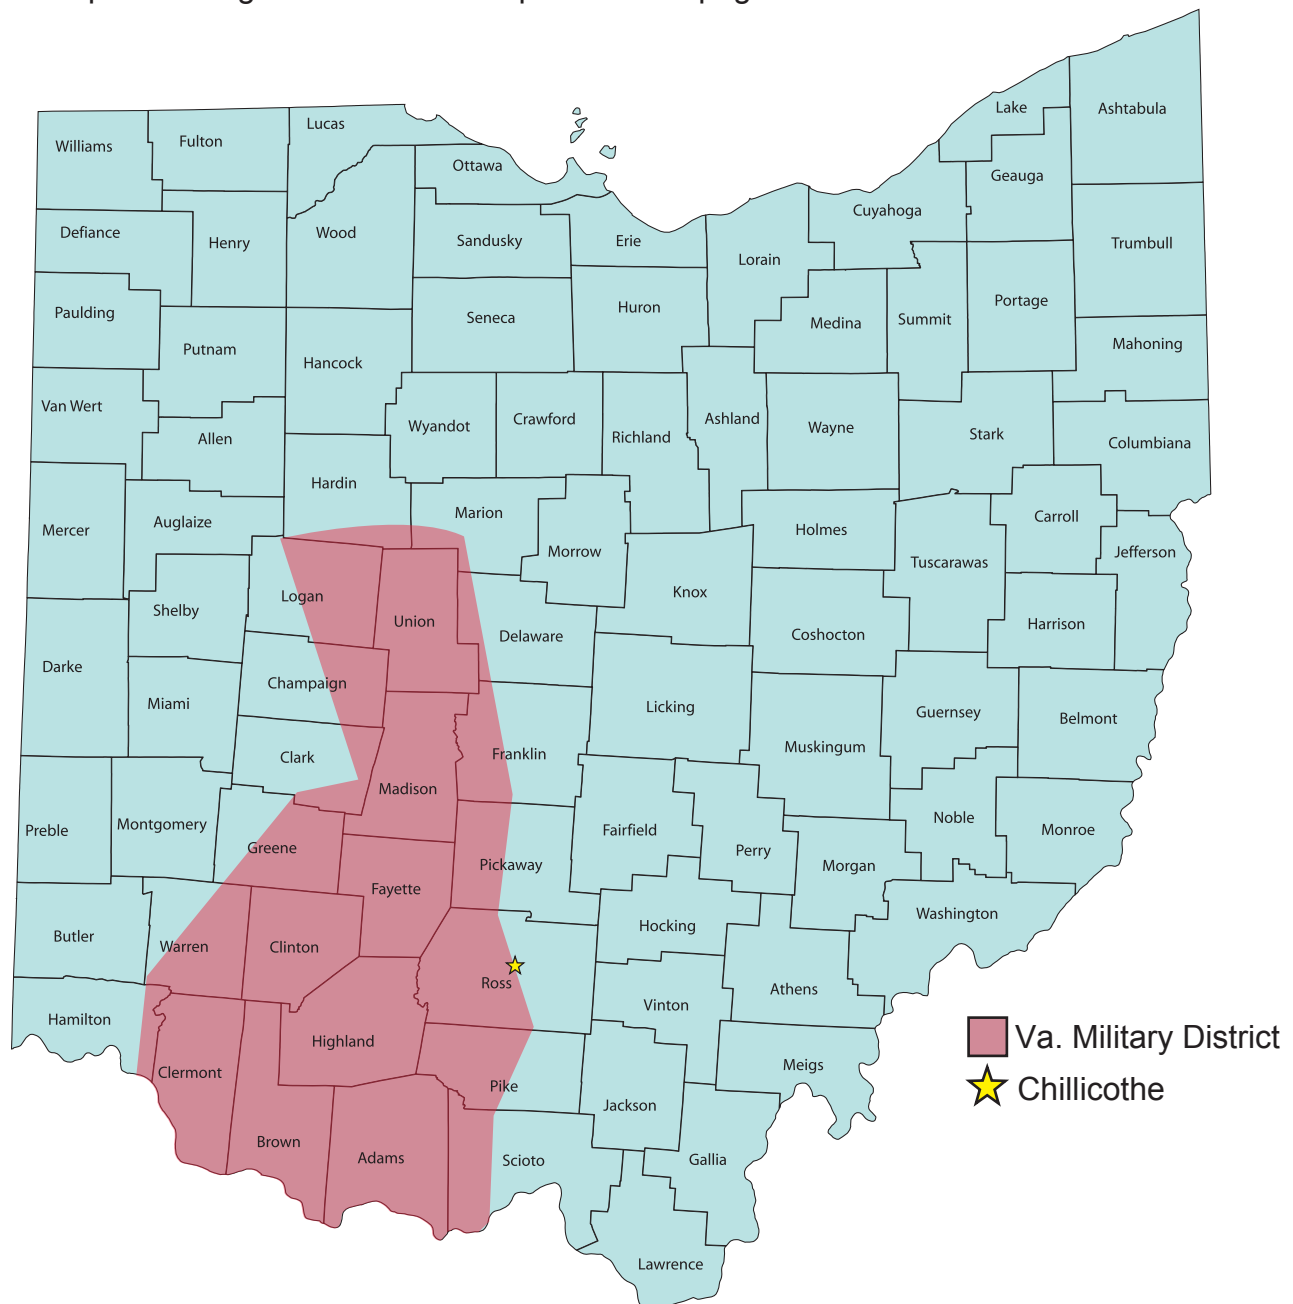 Lake
Ashtabula
Lucas
Fulton
Williams
Ottawa
Geauga
Cuyahoga
Defiance
Henry
Wood
Sandusky
Erie
Trumbull
Lorain
Portage
Paulding
Seneca
Huron
Medina
Summit
Mahoning
Putnam
Hancock
Van Wert
Wyandot
Crawford
Ashland
Wayne
Richland
Stark
Allen
Columbiana
Hardin
Marion
Carroll
Auglaize
Mercer
Holmes
Morrow
Jefferson
Tuscarawas
Logan
Knox
Shelby
Union
Harrison
Delaware
Coshocton
Darke
Champaign
Miami
Licking
Guernsey
Belmont
Muskingum
Franklin
Clark
Madison
Noble
Montgomery
Preble
Fairfield
Monroe
Greene
Perry
Pickaway
Morgan
Fayette
Washington
Hocking
Butler
Warren
Clinton
Ross
Athens
Vinton
Hamilton
Highland
Va. Military District
Meigs
Clermont
Pike
Chillicothe
Jackson
Brown
Adams
Scioto
Gallia
Lawrence